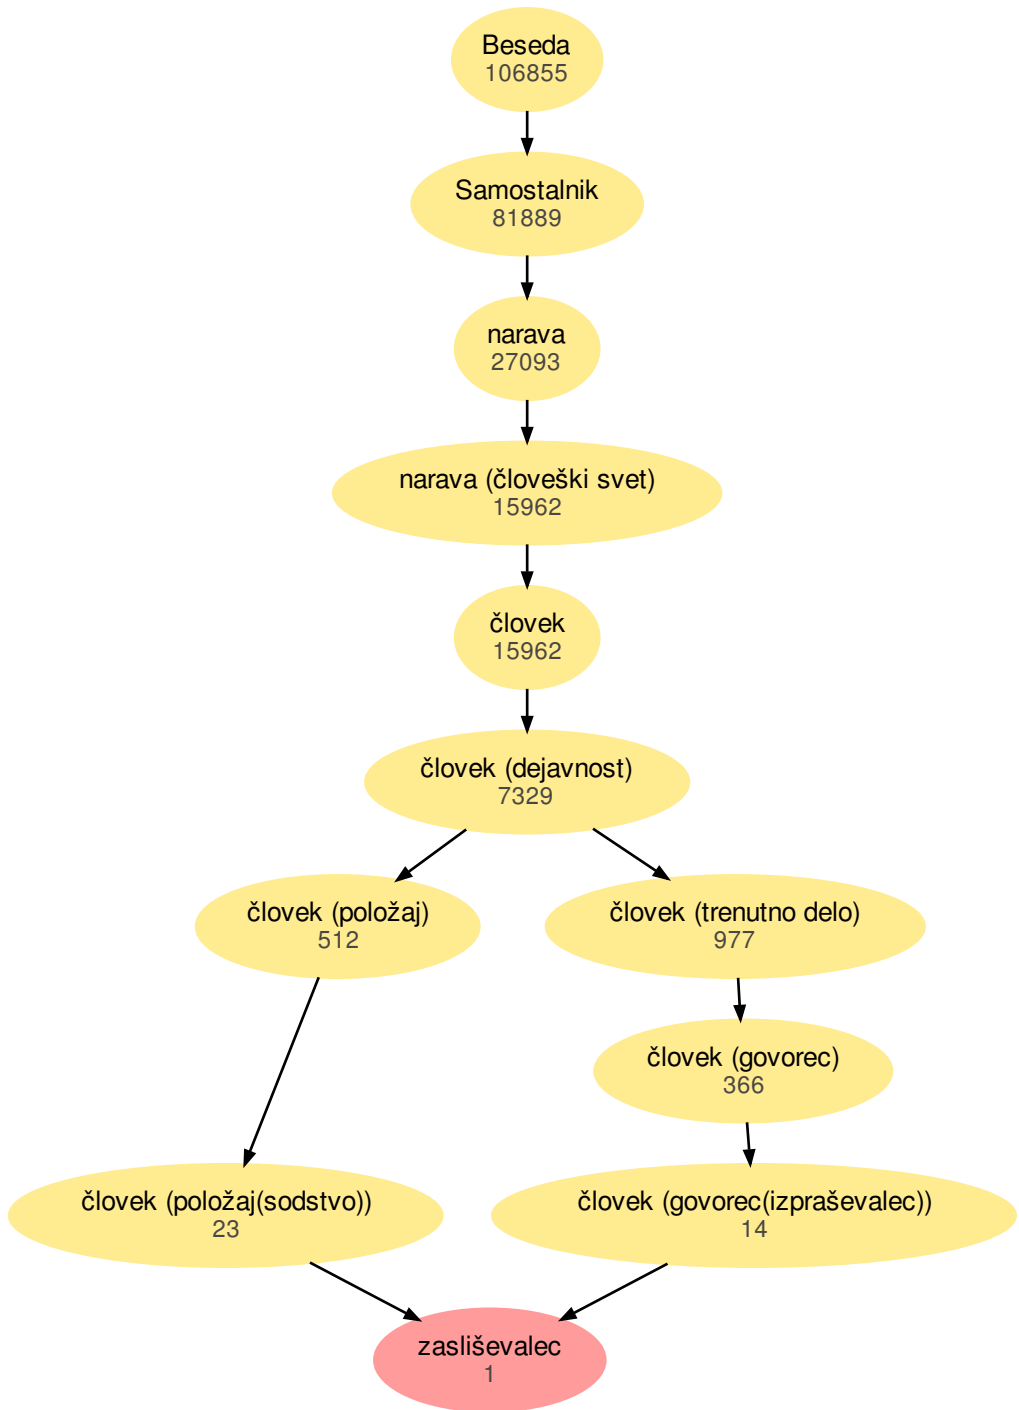 Beseda
106855
Samostalnik
81889
narava
27093
narava (človeški svet)
15962
človek
15962
človek (dejavnost)
7329
človek (položaj)
512
človek (trenutno delo)
977
človek (govorec)
366
človek (položaj(sodstvo))
23
človek (govorec(izpraševalec))
14
zasliševalec
1